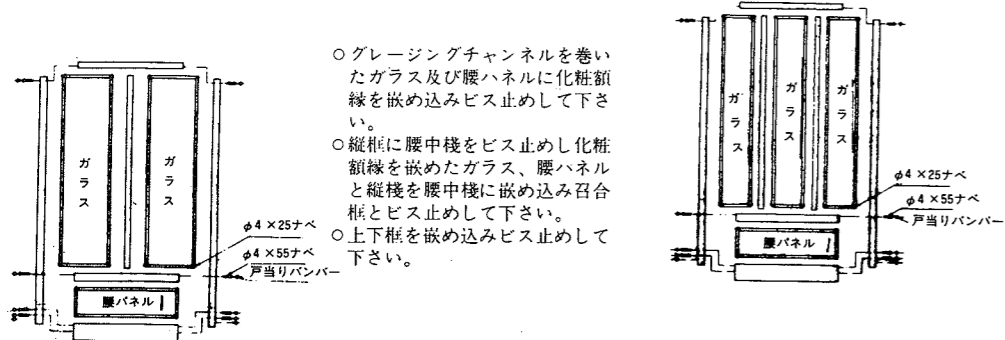 ガラス
ガラス
φ4×25ナベ
φ4×55ナベ
戸当りバンパー
腰パネル
○グレージングチャンネルを巻い
たガラス及び腰パネルに化粧額
縁を嵌め込みビス止めして下さ
い。
○縦框に腰中棧をビス止めし化粧
額縁を嵌めたガラス、腰パネル
と縦棧を腰中棧に嵌め込み召合
框とビス止めして下さい。
○上下框を嵌め込みビス止めして
下さい。
ガラス
ガラス
ガラス
φ4×25ナベ
φ4×55ナベ
戸当りバンパー
腰パネル